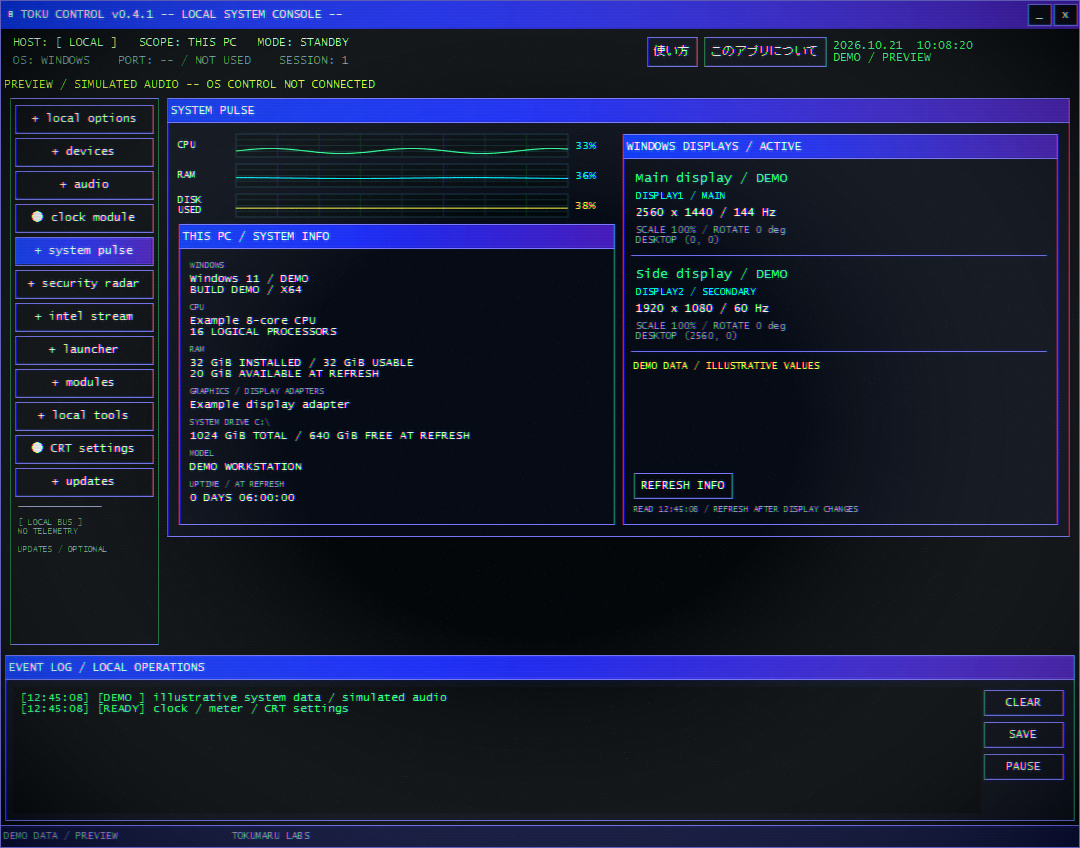 TOKU CONTROL v0.4.1 -- LOCAL SYSTEM CONSOLE --
_ x
HOST: [ LOCAL ] SCOPE: THIS PC MODE: STANDBY
OS: WINDOWS PORT: -- / NOT USED SESSION: 1
使い方
このアプリについて
2026.10.21 10:08:20
DEMO / PREVIEW
PREVIEW / SIMULATED AUDIO -- OS CONTROL NOT CONNECTED
+ local options
+ devices
+ audio
clock module
+ system pulse
+ security radar
+ intel stream
+ launcher
+ modules
+ local tools
CRT settings
+ updates
[ LOCAL BUS ]
NO TELEMETRY
UPDATES / OPTIONAL
SYSTEM PULSE
CPU 33%
RAM 36%
DISK
USED 38%
THIS PC / SYSTEM INFO
WINDOWS
Windows 11 / DEMO
BUILD DEMO / X64
CPU
Example 8-core CPU
16 LOGICAL PROCESSORS
RAM
32 GiB INSTALLED / 32 GiB USABLE
20 GiB AVAILABLE AT REFRESH
GRAPHICS / DISPLAY ADAPTERS
Example display adapter
SYSTEM DRIVE C:\
1024 GiB TOTAL / 640 GiB FREE AT REFRESH
MODEL
DEMO WORKSTATION
UPTIME / AT REFRESH
0 DAYS 06:00:00
WINDOWS DISPLAYS / ACTIVE
Main display / DEMO
DISPLAY1 / MAIN
2560 x 1440 / 144 Hz
SCALE 100% / ROTATE 0 deg
DESKTOP (0, 0)
Side display / DEMO
DISPLAY2 / SECONDARY
1920 x 1080 / 60 Hz
SCALE 100% / ROTATE 0 deg
DESKTOP (2560, 0)
DEMO DATA / ILLUSTRATIVE VALUES
REFRESH INFO
READ 12:45:08 / REFRESH AFTER DISPLAY CHANGES
EVENT LOG / LOCAL OPERATIONS
[12:45:08] [DEMO ] illustrative system data / simulated audio
[12:45:08] [READY] clock / meter / CRT settings
CLEAR
SAVE
PAUSE
DEMO DATA / PREVIEW
TOKUMARU LABS